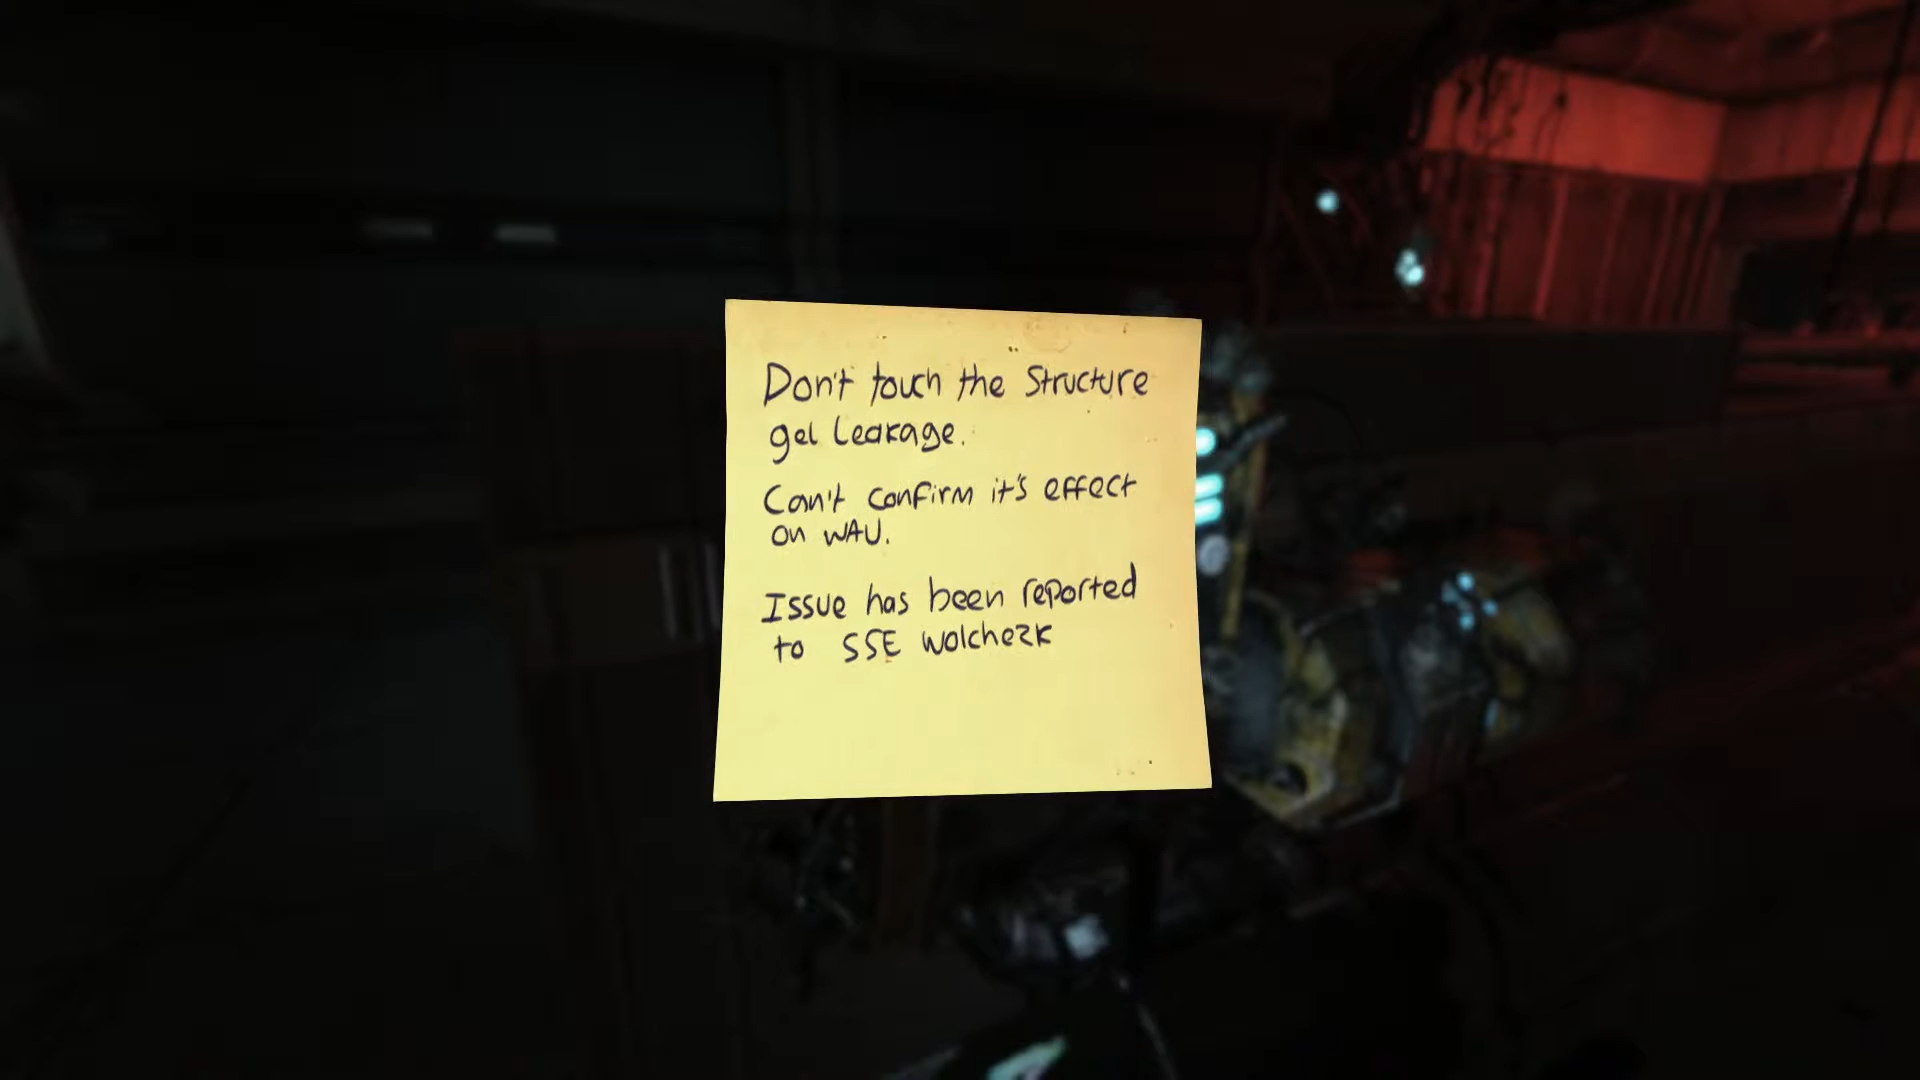 Don't touch the Structure
gel leakage.
Can't confirm it's effect
on WAU.
Issue has been reported
to SSE Wolchezk